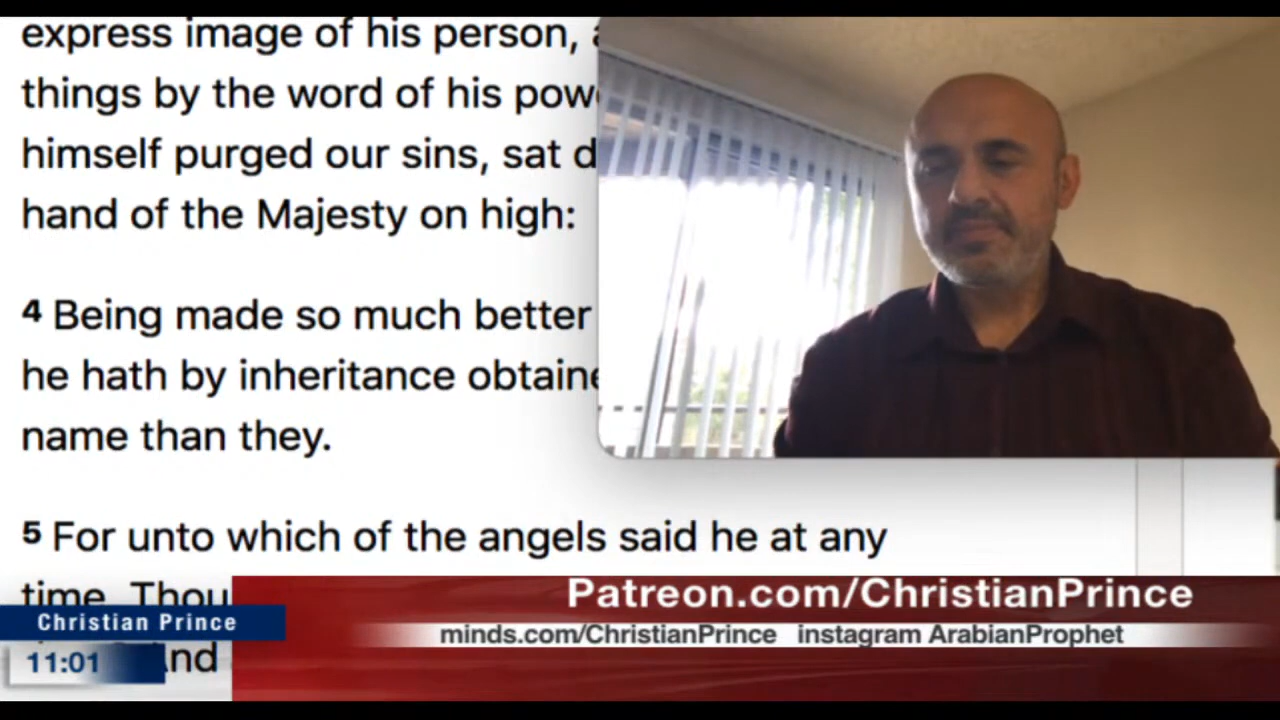 express image of his person, a
things by the word of his pow
himself purged our sins, sat d
hand of the Majesty on high:
4 Being made so much better
he hath by inheritance obtaine
name than they.
5 For unto which of the angels said he at any
time, Thou
And
Patreon.com/ChristianPrince
minds.com/ChristianPrince instagram ArabianProphet
Christian Prince
11:01